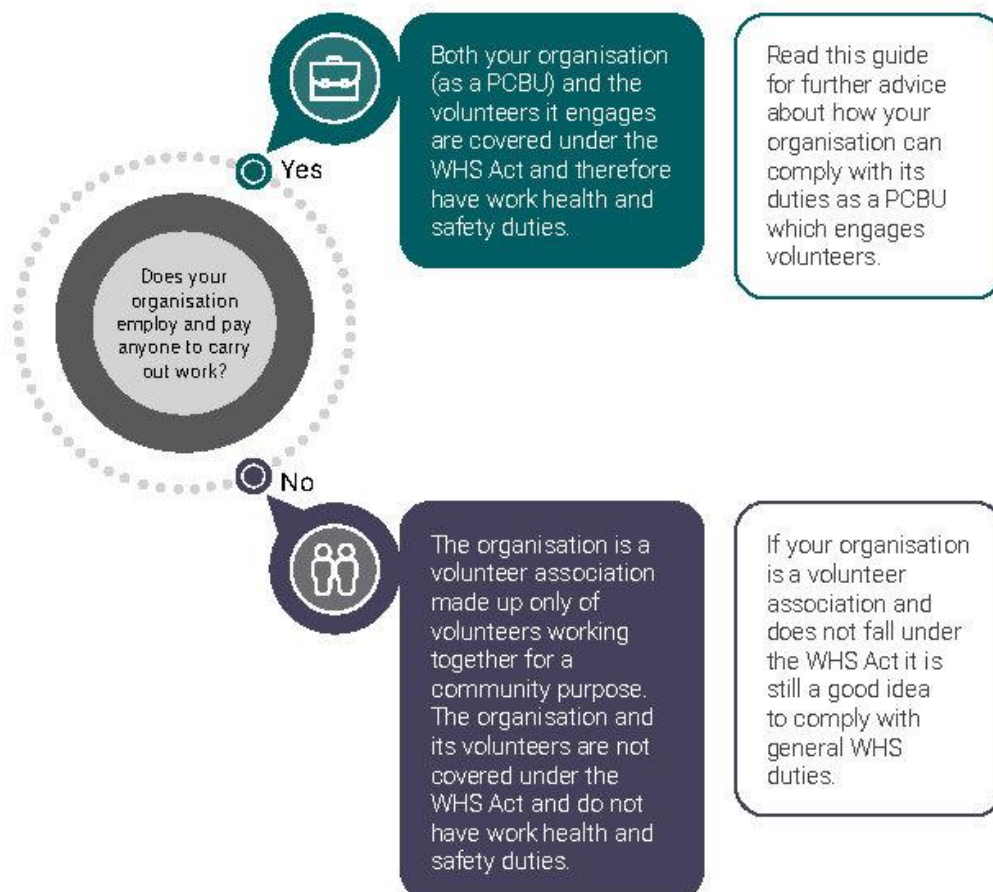 Does your
organisation
employ and pay
anyone to carry
out work?
Yes
Both your organisation
(as a PCBU) and the
volunteers it engages
are covered under the
WHS Act and therefore
have work health and
safety duties.
Read this guide
for further advice
about how your
organisation can
comply with its
duties as a PCBU
which engages
volunteers.
No
The organisation is a
volunteer association
made up only of
volunteers working
together for a
community purpose.
The organisation and
its volunteers are not
covered under the
WHS Act and do not
have work health and
safety duties.
If your organisation
is a volunteer
association and
does not fall under
the WHS Act it is
still a good idea
to comply with
general WHS
duties.